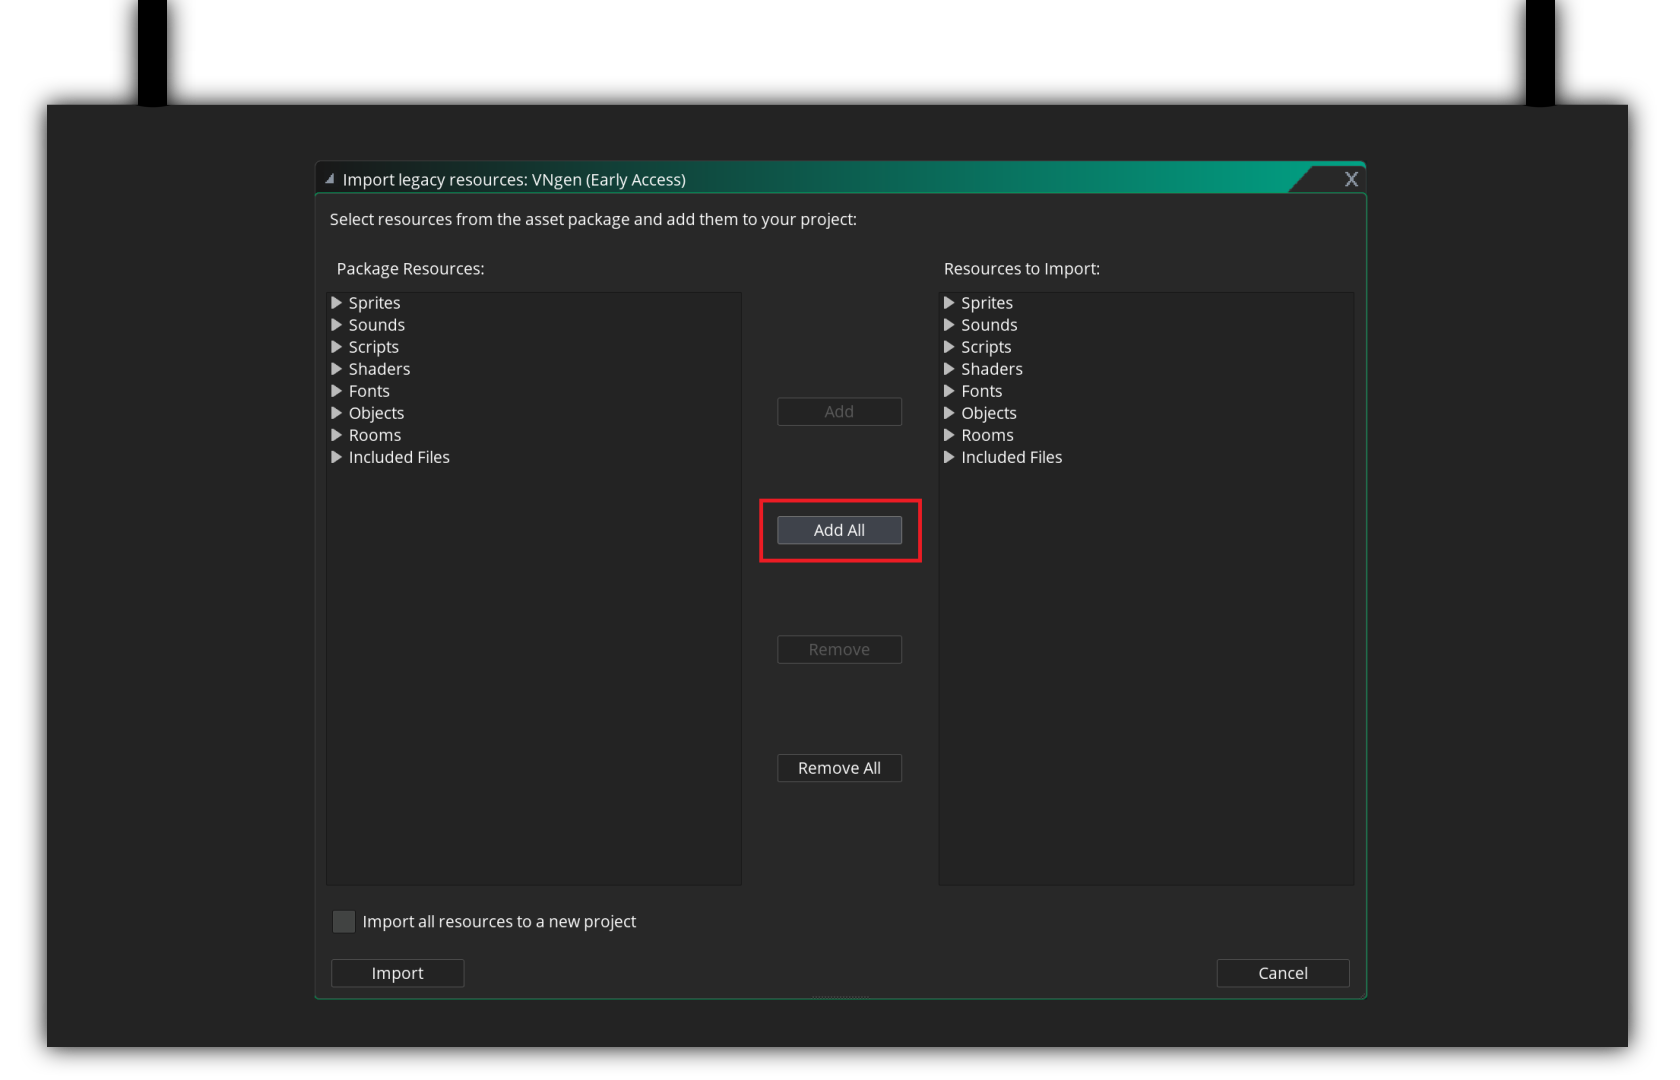 Import legacy resources: VNgen (Early Access)
X
Select resources from the asset package and add them to your project:
Package Resources:
Sprites
Sounds
Scripts
Shaders
Fonts
Objects
Rooms
Included Files
Add
Add All
Remove
Remove All
Resources to Import:
Sprites
Sounds
Scripts
Shaders
Fonts
Objects
Rooms
Included Files
Import all resources to a new project
Import
Cancel